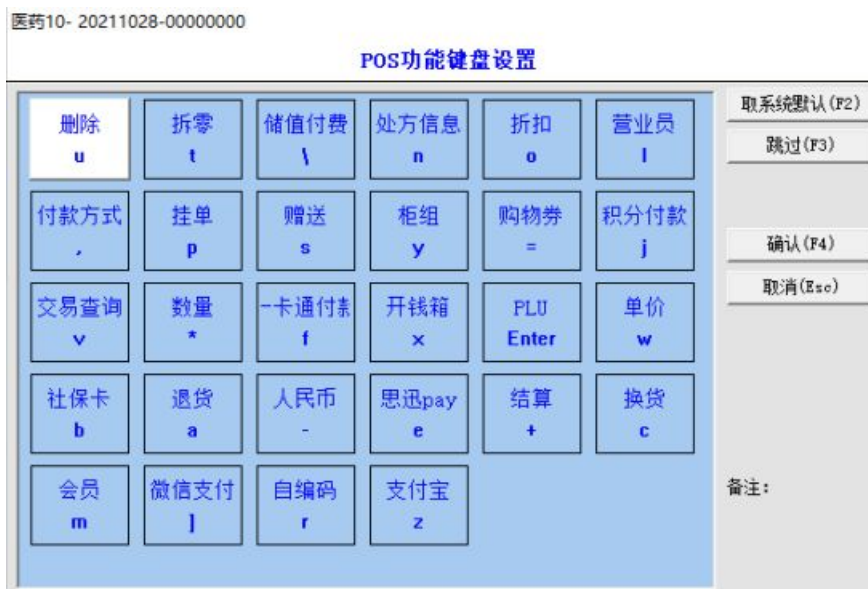 医药10- 20211028-00000000
POS功能键盘设置
删除 拆零 储值付费 处方信息 折扣 营业员
u t \ n o l
付款方式 挂单 赠送 柜组 购物券 积分付款
, p s y = j
交易查询 数量 一卡通付款 开钱箱 PLU 单价
v * f x Enter w
社保卡 退货 人民币 思迅pay 结算 换货
b a - e + c
会员 微信支付 自编码 支付宝
m ] r z
取系统默认(F2)
跳过(F3)
确认(F4)
取消(Esc)
备注: